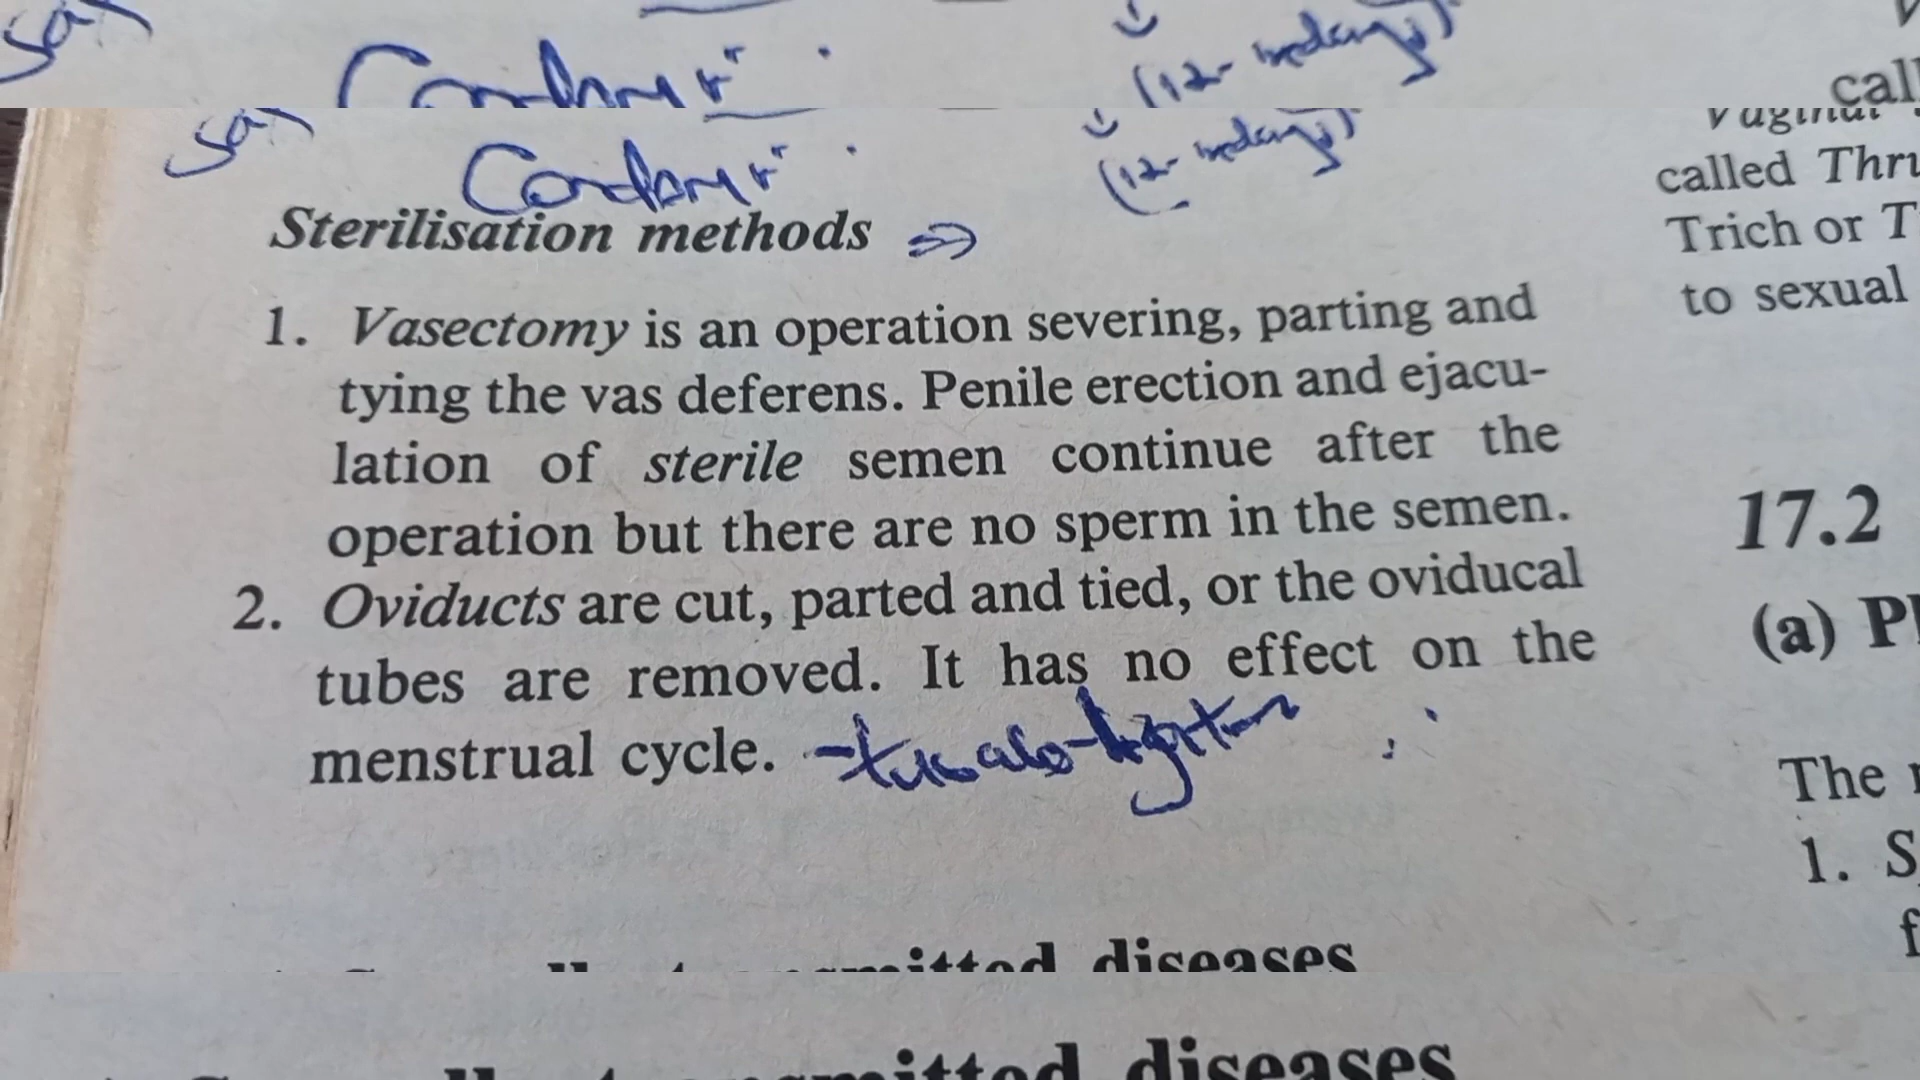 say
Sterilisation methods ⇒
1. Vasectomy is an operation severing, parting and
tying the vas deferens. Penile erection and ejacu-
lation of sterile semen continue after the
operation but there are no sperm in the semen.
2. Oviducts are cut, parted and tied, or the oviducal
tubes are removed. It has no effect on the
menstrual cycle.
diseases
diseases
call
called
Trich or T
to sexual
17.2
(a)
The
1. S
f